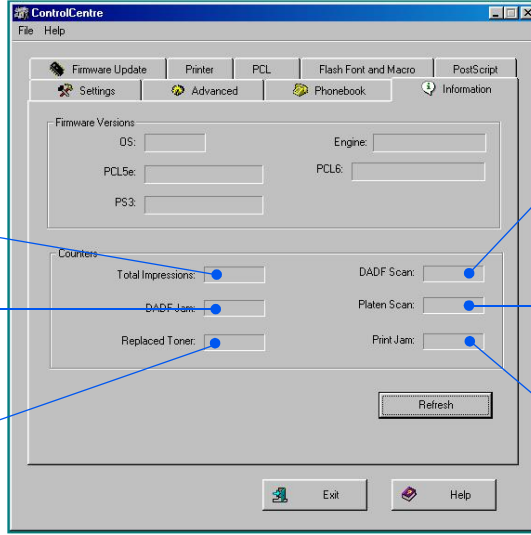 ControlCentre
File Help
Firmware Update Printer PCL Flash Font and Macro PostScript
Settings Advanced Phonebook Information
Firmware Versions
OS: Engine:
PCL5e: PCL6:
PS3:
Counters
Total Impressions: DADF Scan:
DADF Jam: Platen Scan:
Replaced Toner: Print Jam:
Refresh
Exit Help